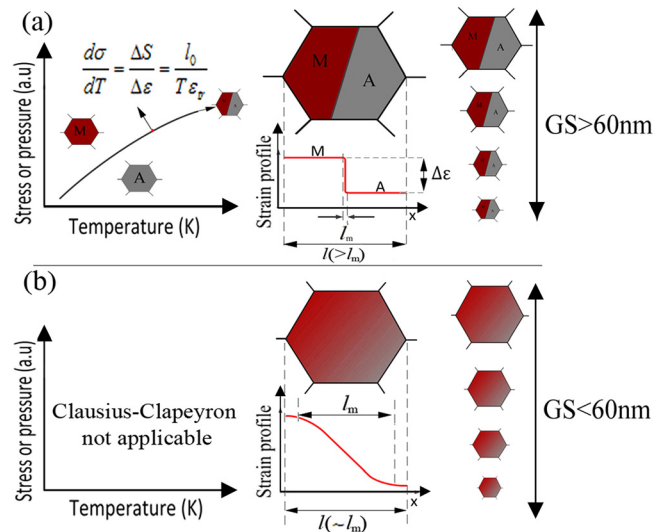 (a)
dσ/dT = ΔS/Δε = l₀/(T εₜᵣ)
M
A
M A
Stress or pressure (a.u)
Temperature (K)
M
A
Strain profile
M
A
Δε
x
lₘ
l(>lₘ)
M A
M A
M A
M A
GS>60nm
(b)
Stress or pressure (a.u)
Clausius-Clapeyron
not applicable
Temperature (K)
Strain profile
lₘ
x
l(~lₘ)
GS<60nm